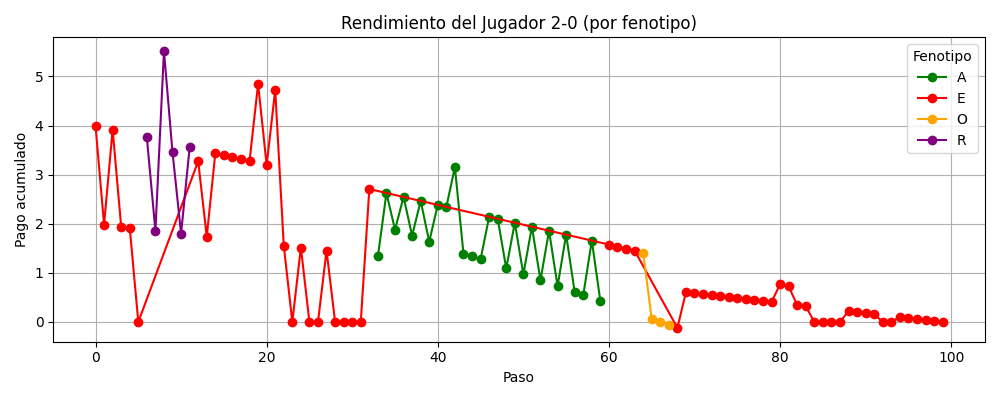 Rendimiento del Jugador 2-0 (por fenotipo)
Pago acumulado
5
4
3
2
1
0
0
20
40
60
80
100
Paso
Fenotipo
A
E
O
R